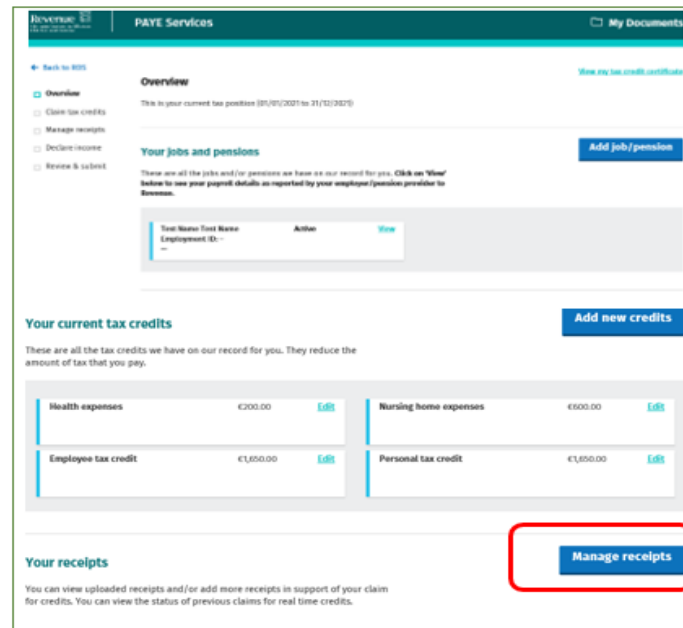 Revenue
PAYE Services
My Documents
Back to ROS
Overview
Claim tax credits
Manage receipts
Declare income
Review & submit
View my tax credit certificate
Overview
This is your current tax position (01/01/2021 to 31/12/2021)
Your jobs and pensions
Add job/pension
These are all the jobs and/or pensions we have on our record for you. Click on 'View'
below to see your payroll details as reported by your employer/pension provider to
Revenue.
Test Name Test Name Active View
Employment ID: -
--
Your current tax credits
Add new credits
These are all the tax credits we have on our record for you. They reduce the
amount of tax that you pay.
Health expenses €200.00 Edit
Nursing home expenses €600.00 Edit
Employee tax credit €1,650.00 Edit
Personal tax credit €1,650.00 Edit
Your receipts
Manage receipts
You can view uploaded receipts and/or add more receipts in support of your claim
for credits. You can view the status of previous claims for real time credits.